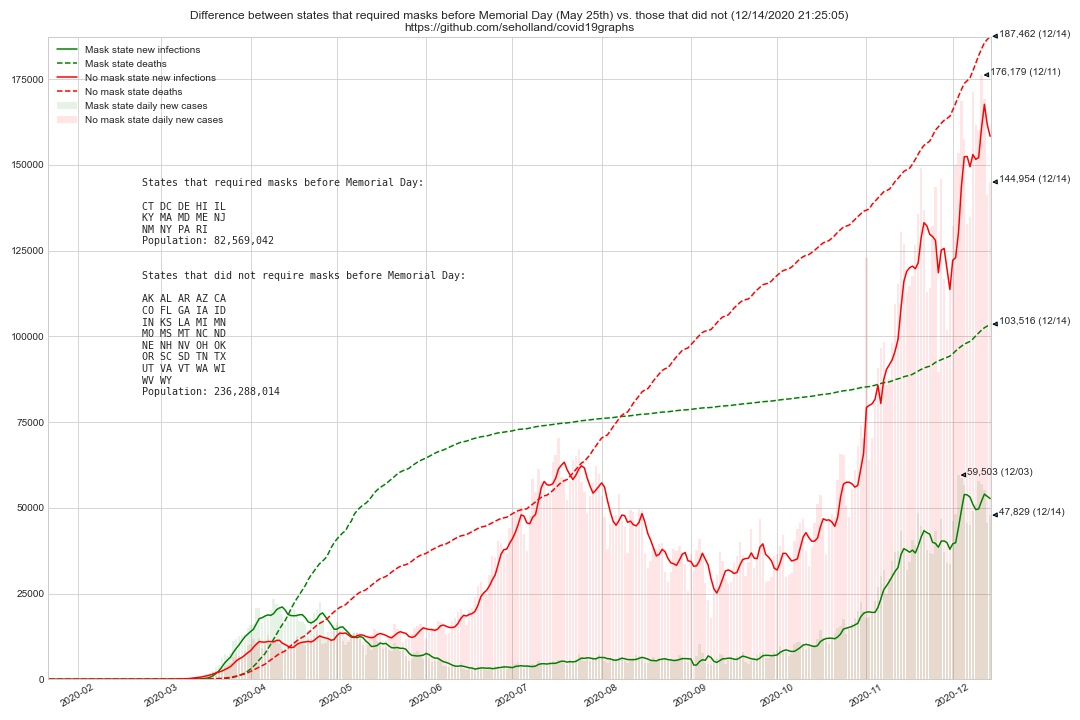 Difference between states that required masks before Memorial Day (May 25th) vs. those that did not (12/14/2020 21:25:05)
https://github.com/seholland/covid19graphs
187,462 (12/14)
Mask state new infections
Mask state deaths
No mask state new infections
No mask state deaths
Mask state daily new cases
No mask state daily new cases
176,179 (12/11)
175000
150000
125000
100000
75000
50000
25000
0
States that required masks before Memorial Day:
CT DC DE HI IL
KY MA MD ME NJ
NM NY PA RI
Population: 82,569,042
States that did not require masks before Memorial Day:
AK AL AR AZ CA
CO FL GA IA ID
IN KS LA MI MN
MO MS MT NC ND
NE NH NV OH OK
OR SC SD TN TX
UT VA VT WA WI
WV WY
Population: 236,288,014
144,954 (12/14)
103,516 (12/14)
59,503 (12/03)
47,829 (12/14)
2020-02
2020-03
2020-04
2020-05
2020-06
2020-07
2020-08
2020-09
2020-10
2020-11
2020-12